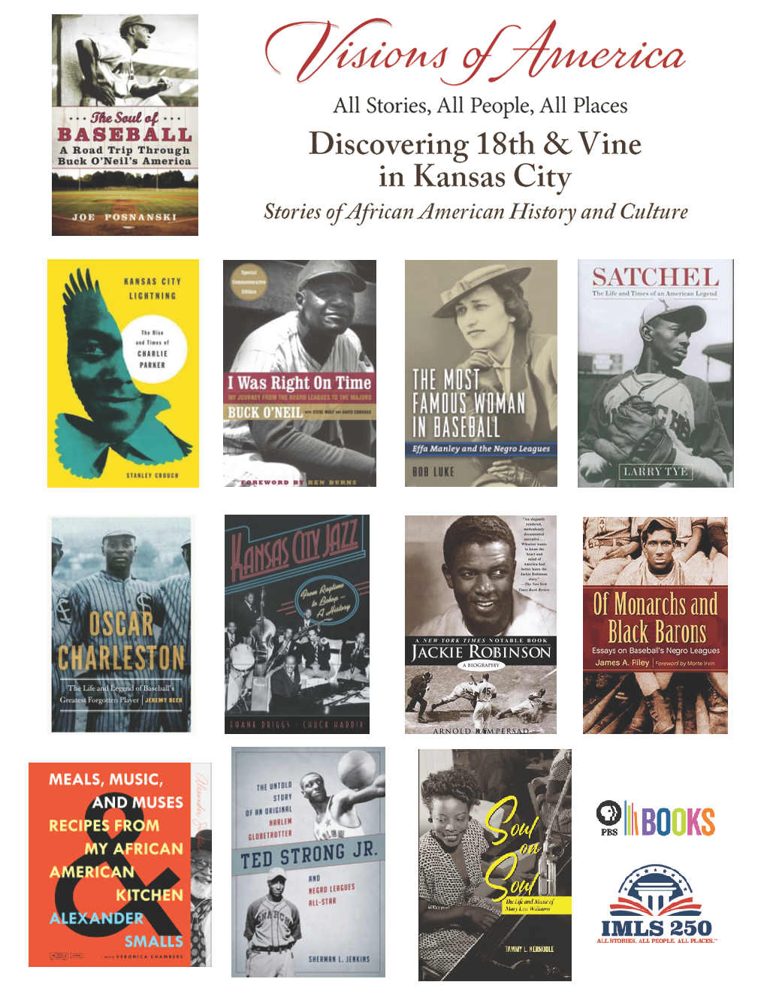 The Soul of
BASEBALL
A Road Trip Through
Buck O'Neil's America
JOE POSNANSKI
Visions of America
All Stories, All People, All Places
Discovering 18th & Vine
in Kansas City
Stories of African American History and Culture
KANSAS CITY
LIGHTNING
The Rise
and Times of
CHARLIE
PARKER
STANLEY CROUCH
Special
Commemorative
Edition
I Was Right On Time
MY JOURNEY FROM THE NEGRO LEAGUES TO THE MAJORS
BUCK O'NEIL WITH STEVE WULF AND DAVID CONRADS
FOREWORD BY KEN BURNS
THE MOST
FAMOUS WOMAN
IN BASEBALL
Effa Manley and the Negro Leagues
BOB LUKE
SATCHEL
The Life and Times of an American Legend
LARRY TYE
OSCAR
CHARLESTON
The Life and Legend of Baseball's
Greatest Forgotten Player | JEREMY BEER
KANSAS CITY JAZZ
From Ragtime
to Bebop –
A History
FRANK DRIGGS · CHUCK HADDIX
"An elegantly
rendered,
meticulously
documented
narrative . . .
Whoever wants
to know the
heart and
mind of
America had
better learn the
Jackie Robinson
story."
—The New York
Times Book Review
A NEW YORK TIMES NOTABLE BOOK
JACKIE ROBINSON
A BIOGRAPHY
45
ARNOLD RAMPERSAD
Of Monarchs and
Black Barons
Essays on Baseball's Negro Leagues
James A. Riley | Foreword by Monte Irvin
MEALS, MUSIC,
AND MUSES
RECIPES FROM
MY AFRICAN
AMERICAN
KITCHEN
ALEXANDER
SMALLS
with VERONICA CHAMBERS
&
THE UNTOLD
STORY
OF AN ORIGINAL
HARLEM
GLOBETROTTER
TED STRONG JR.
AND
NEGRO LEAGUES
ALL-STAR
MONARCHS
SHERMAN L. JENKINS
Soul
on
Soul
The Life and Music of
Mary Lou Williams
TAMMY L. KERNODLE
PBS BOOKS
IMLS 250
ALL STORIES. ALL PEOPLE. ALL PLACES.™